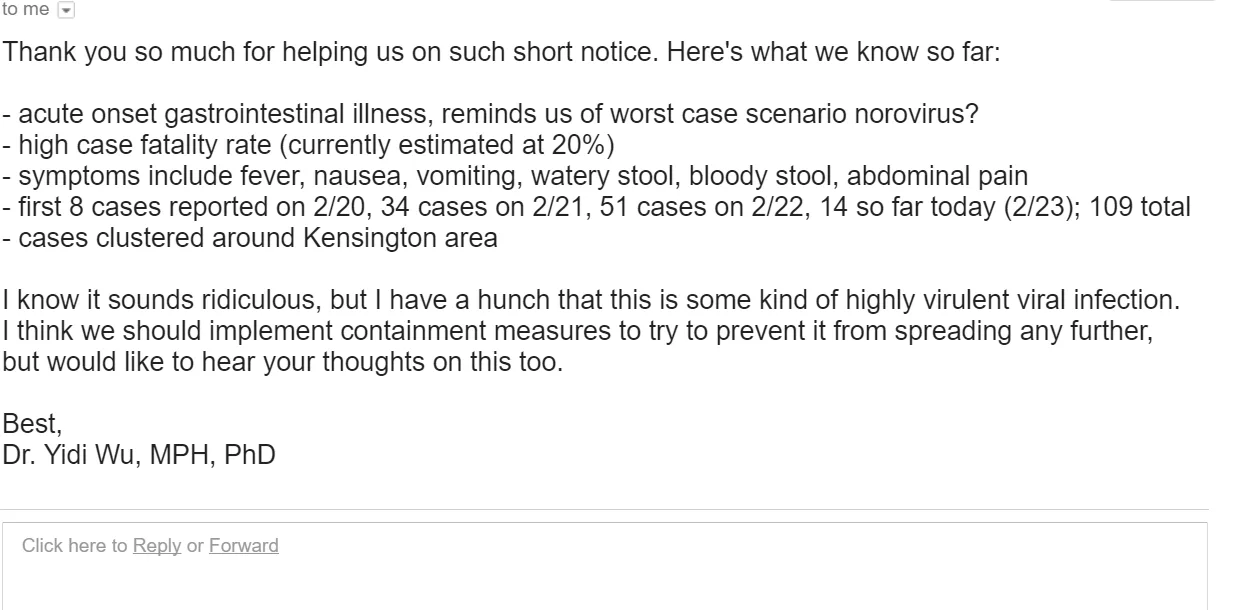 to me
Thank you so much for helping us on such short notice. Here's what we know so far:
- acute onset gastrointestinal illness, reminds us of worst case scenario norovirus?
- high case fatality rate (currently estimated at 20%)
- symptoms include fever, nausea, vomiting, watery stool, bloody stool, abdominal pain
- first 8 cases reported on 2/20, 34 cases on 2/21, 51 cases on 2/22, 14 so far today (2/23); 109 total
- cases clustered around Kensington area
I know it sounds ridiculous, but I have a hunch that this is some kind of highly virulent viral infection.
I think we should implement containment measures to try to prevent it from spreading any further,
but would like to hear your thoughts on this too.
Best,
Dr. Yidi Wu, MPH, PhD
Click here to Reply or Forward